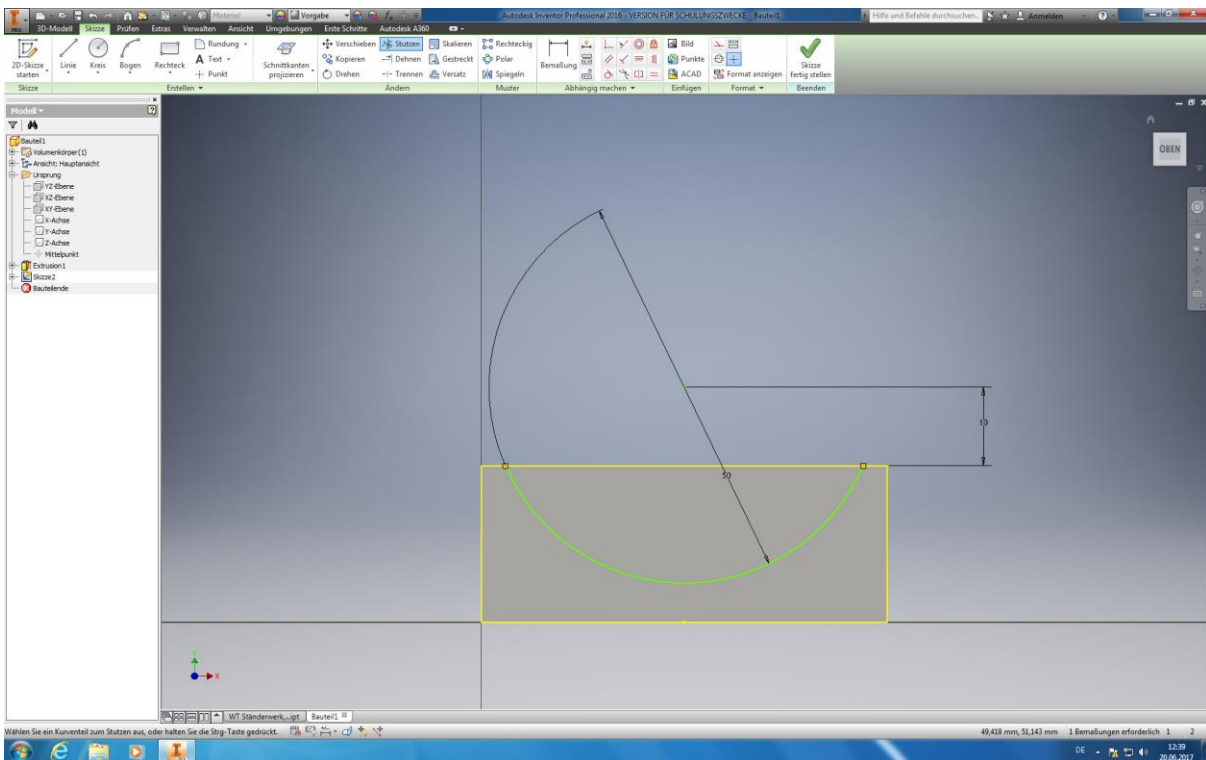 Material Vorgabe Autodesk Inventor Professional 2016 - VERSION FÜR SCHULUNGSZWECKE Bauteil1 Hilfe und Befehle durchsuchen... Anmelden
PRO 3D-Modell Skizze Prüfen Extras Verwalten Ansicht Umgebungen Erste Schritte Autodesk A360
Rundung Verschieben Stutzen Skalieren Rechteckig Bild
2D-Skizze starten Linie Kreis Bogen Rechteck A Text Schnittkanten projizieren Kopieren Dehnen Gestreckt Polar Bemaßung Punkte Skizze fertig stellen
Punkt Drehen Trennen Versatz Spiegeln ACAD Format anzeigen
Skizze Erstellen Ändern Muster Abhängig machen Einfügen Format Beenden
Modell
Bauteil1
Volumenkörper(1)
Ansicht: Hauptansicht
Ursprung
YZ-Ebene
XZ-Ebene
XY-Ebene
X-Achse
Y-Achse
Z-Achse
Mittelpunkt
Extrusion1
Skizze2
Bauteilende
OBEN
10
50
X
WT Ständerwerk,...ipt Bauteil1
Wählen Sie ein Kurventeil zum Stutzen aus, oder halten Sie die Strg-Taste gedrückt. 49,418 mm, 51,143 mm 1 Bemaßungen erforderlich 1 2
DE 12:39
20.06.2017